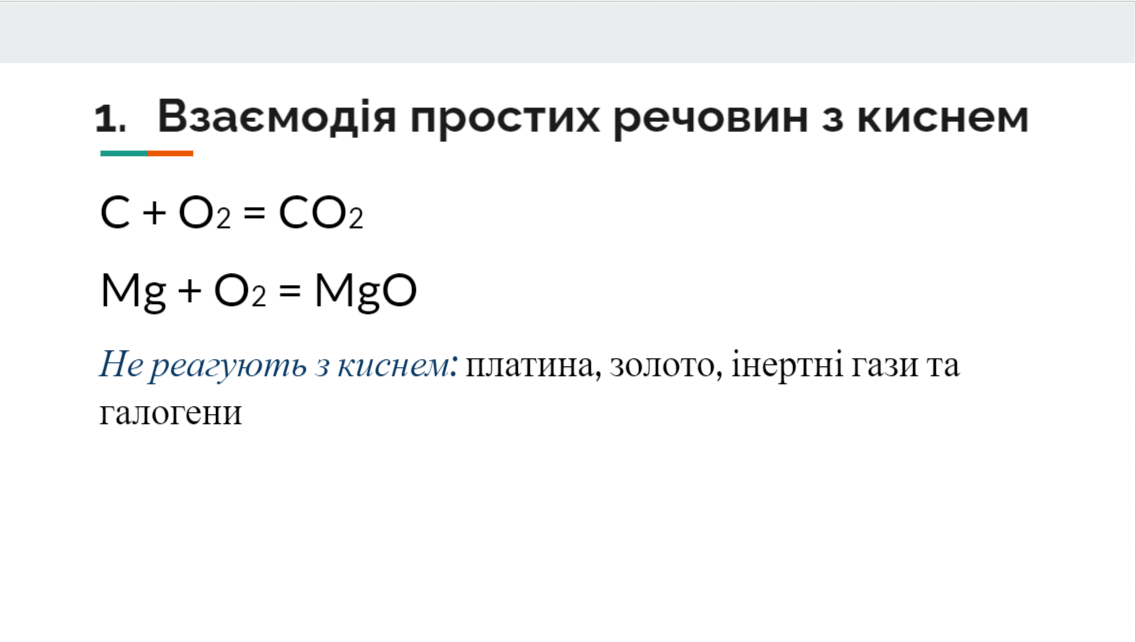 1. Взаємодія простих речовин з киснем
C + O2 = CO2
Mg + O2 = MgO
Не реагують з киснем: платина, золото, інертні гази та
галогени